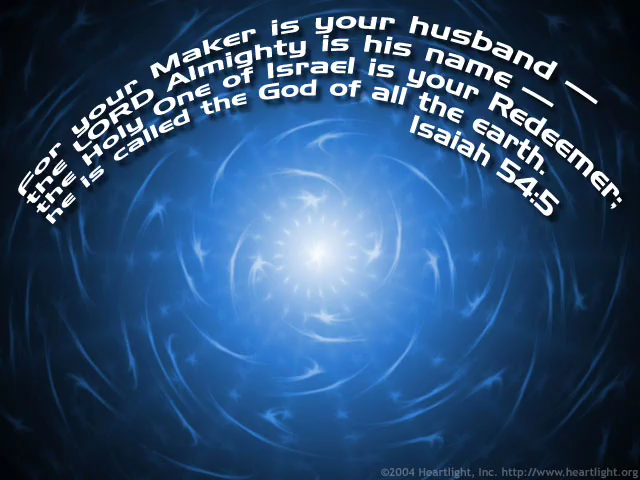 For your Maker is your husband —
the LORD Almighty is his name —
the Holy One of Israel is your Redeemer;
he is called the God of all the earth.
Isaiah 54:5
©2004 Heartlight, Inc. http://www.heartlight.org